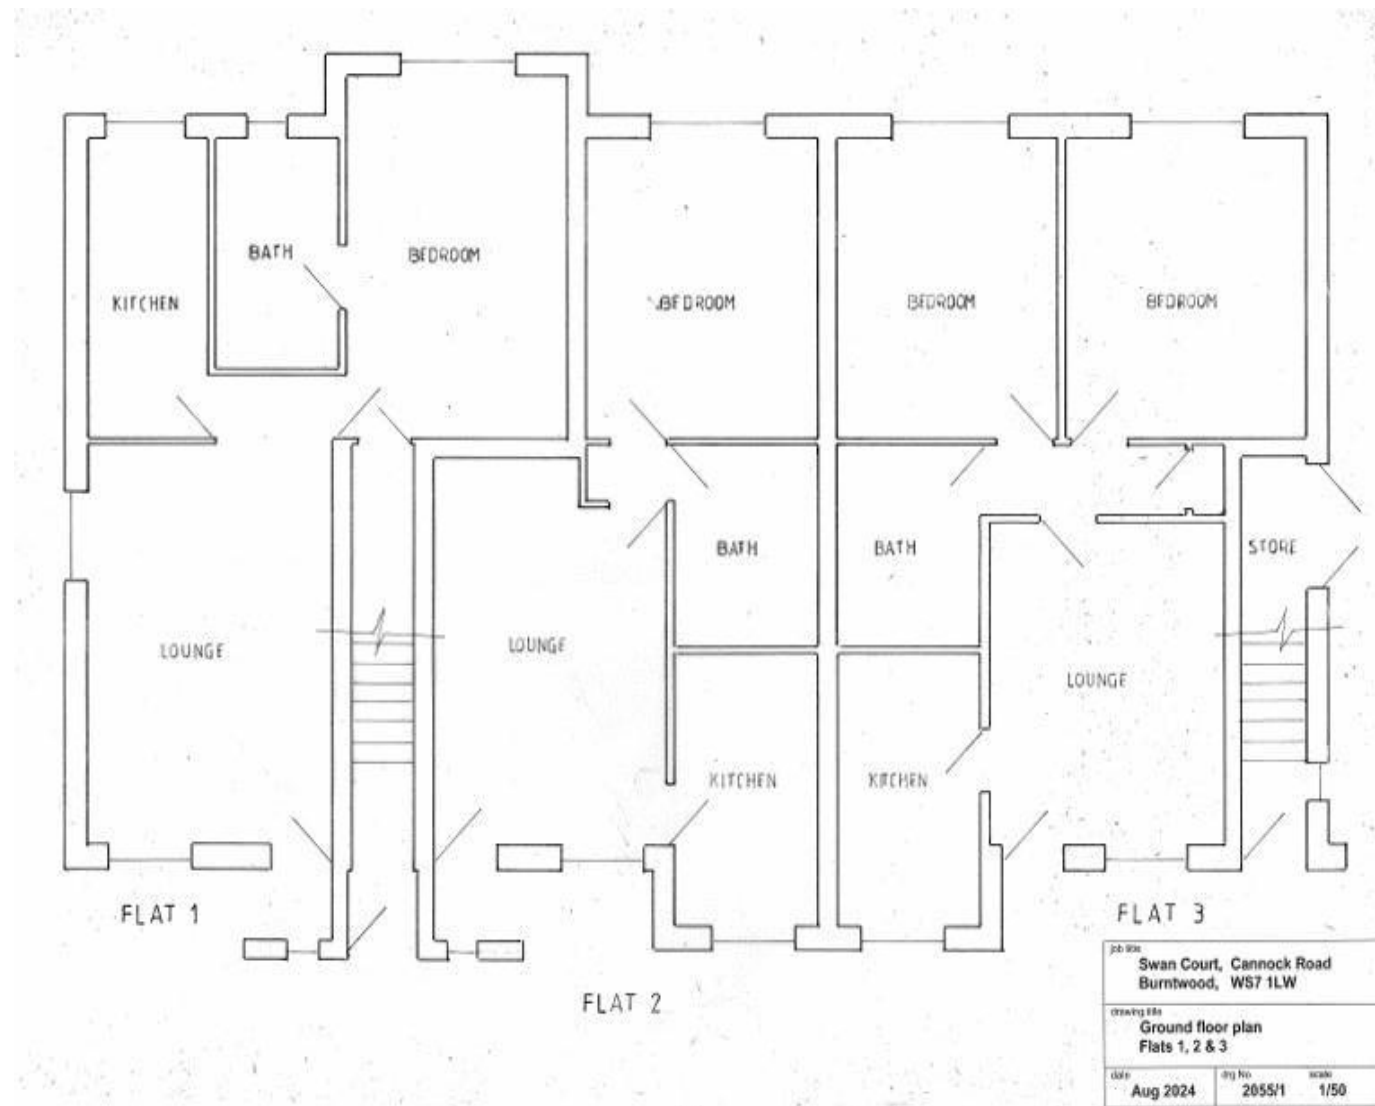 BATH
BEDROOM
KITCHEN
BEDROOM
BEDROOM
BEDROOM
BATH
BATH
STORE
LOUNGE
LOUNGE
LOUNGE
KITCHEN
KITCHEN
FLAT 1
FLAT 3
FLAT 2
job title
Swan Court, Cannock Road
Burntwood, WS7 1LW
drawing title
Ground floor plan
Flats 1, 2 & 3
date drg No scale
Aug 2024 2055/1 1/50